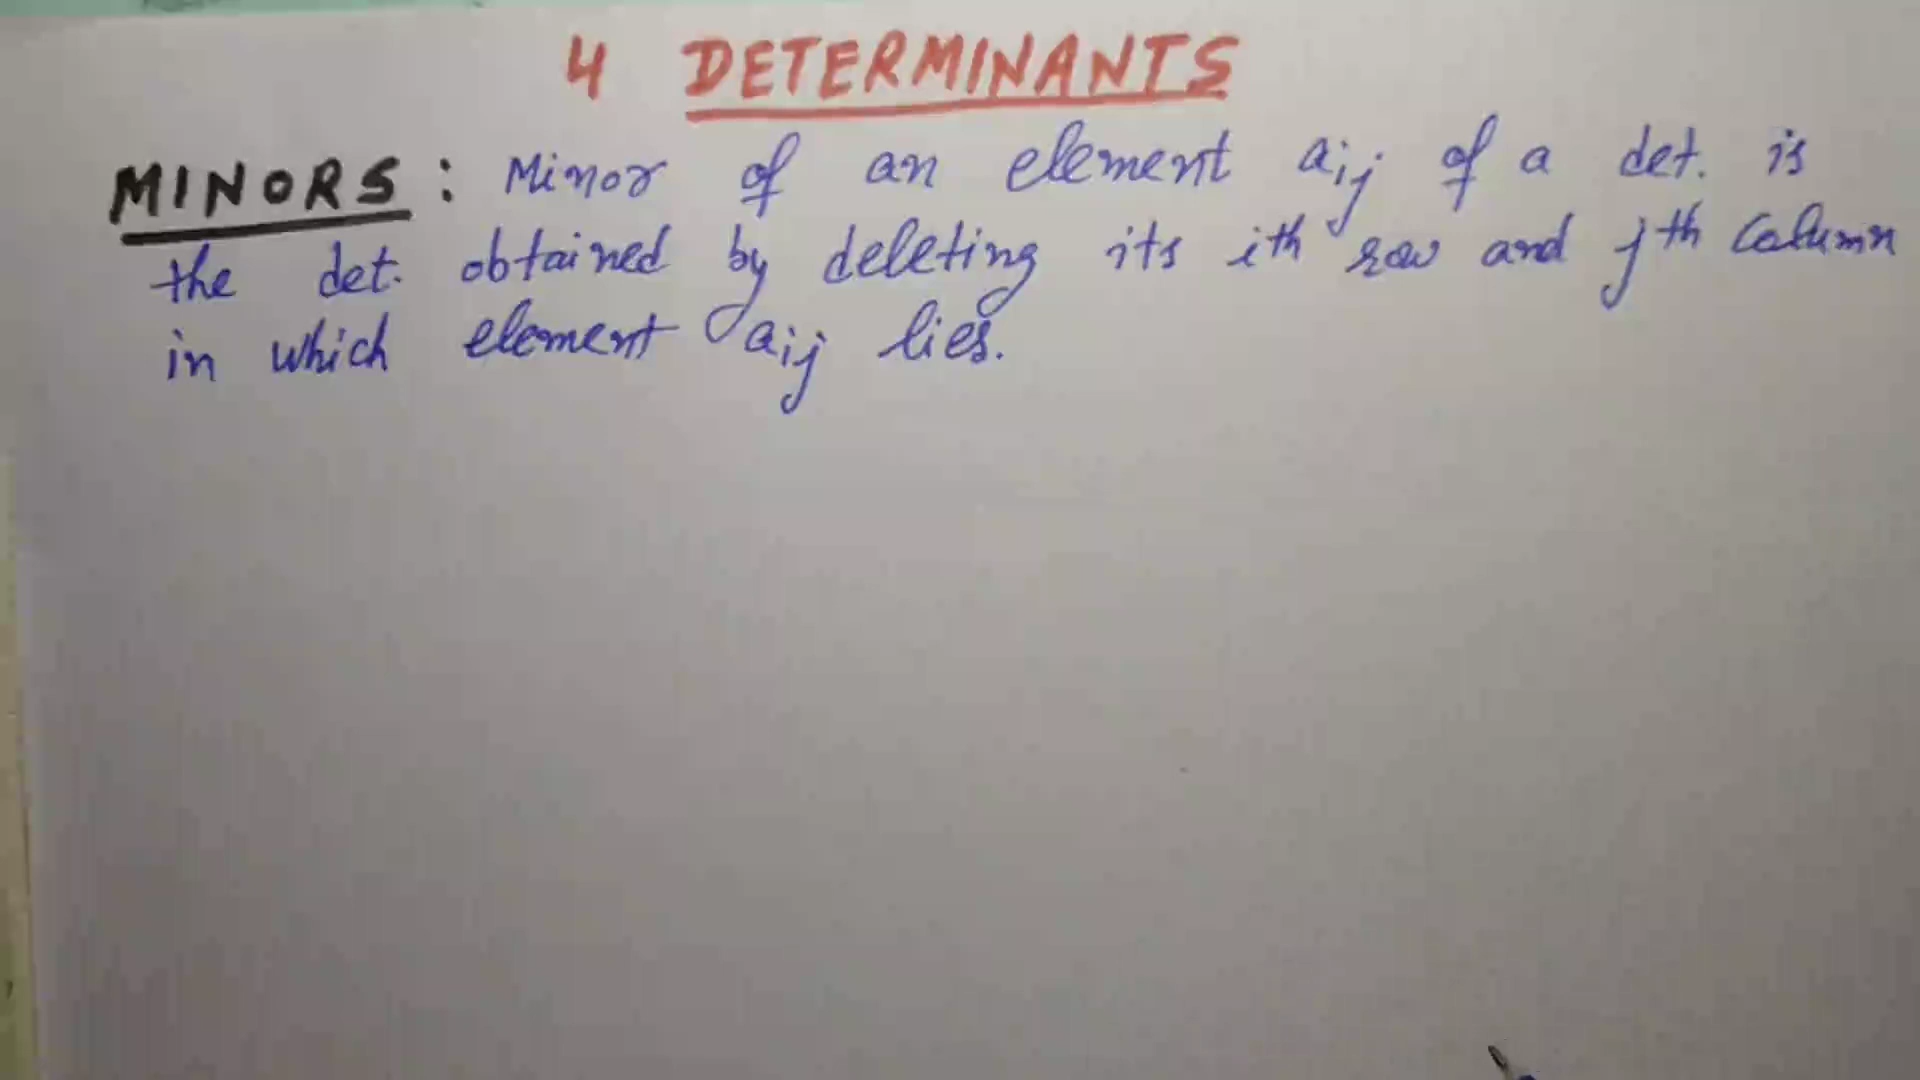 4 DETERMINANTS
MINORS : Minor of an element aij of a det. is
the det. obtained by deleting its ith row and jth Column
in which element aij lies.